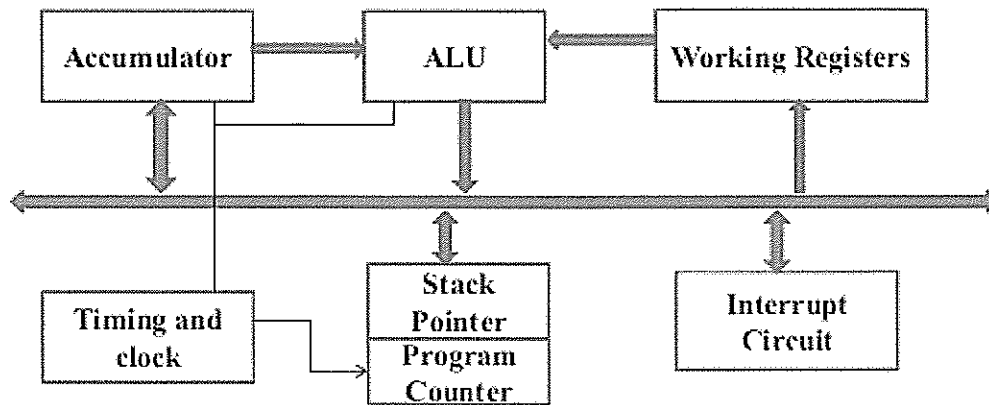 Accumulator
ALU
Working Registers
Timing and
clock
Stack
Pointer
Program
Counter
Interrupt
Circuit